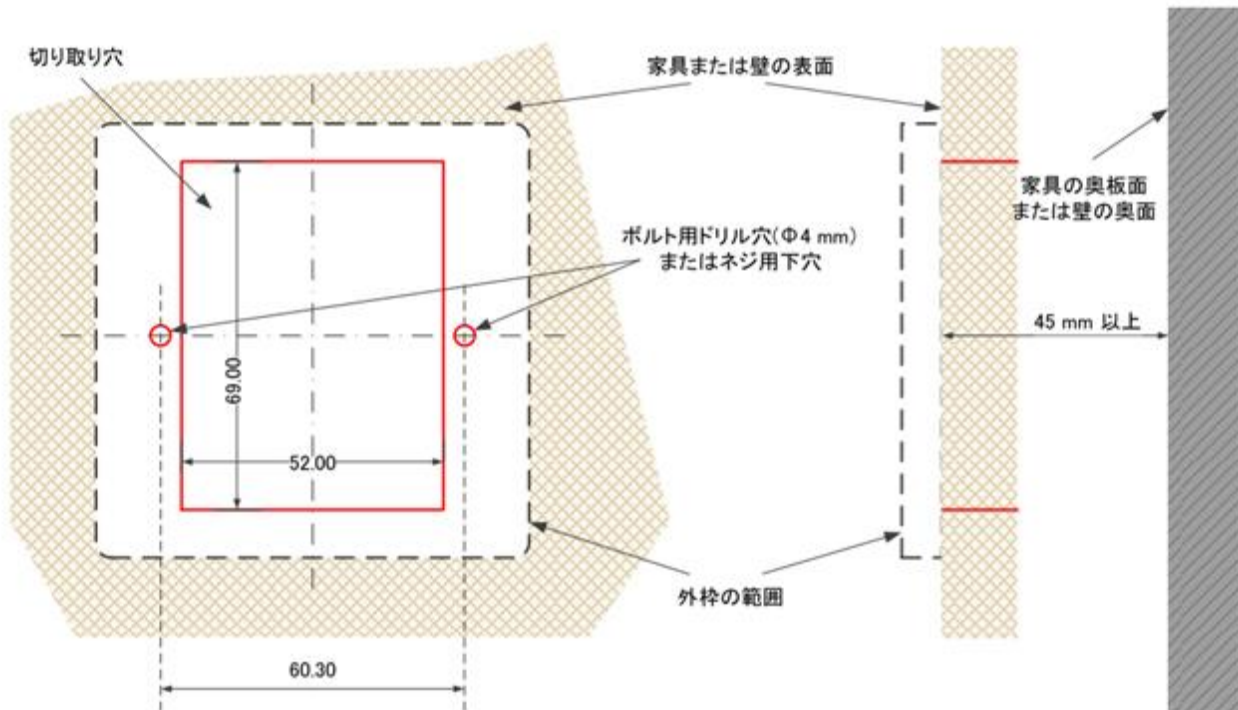 切り取り穴
家具または壁の表面
家具の奥板面
または壁の奥面
ボルト用ドリル穴(Φ4 mm)
またはネジ用下穴
45 mm 以上
69.00
52.00
外枠の範囲
60.30